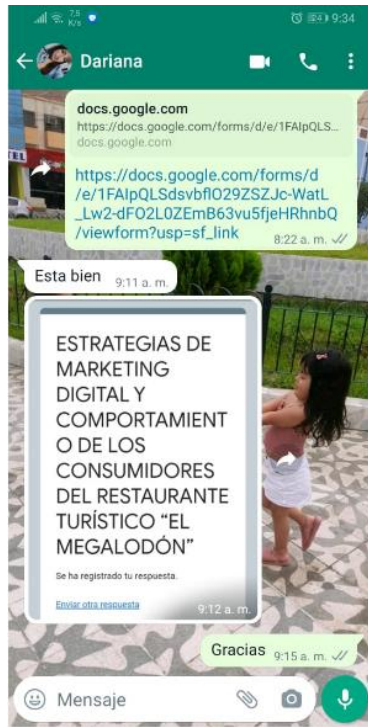 7,5
K/s
24
9:34
Dariana
docs.google.com
https://docs.google.com/forms/d/e/1FAIpQLS...
docs.google.com
https://docs.google.com/forms/d
/e/1FAIpQLSdsvbflO29ZSZJc-WatL
_Lw2-dFO2L0ZEmB63vu5fjeHRhnbQ
/viewform?usp=sf_link
8:22 a. m.
Esta bien
9:11 a. m.
ESTRATEGIAS DE
MARKETING
DIGITAL Y
COMPORTAMIENT
O DE LOS
CONSUMIDORES
DEL RESTAURANTE
TURÍSTICO “EL
MEGALODÓN”
Se ha registrado tu respuesta.
Enviar otra respuesta
9:12 a. m.
Gracias
9:15 a. m.
Mensaje